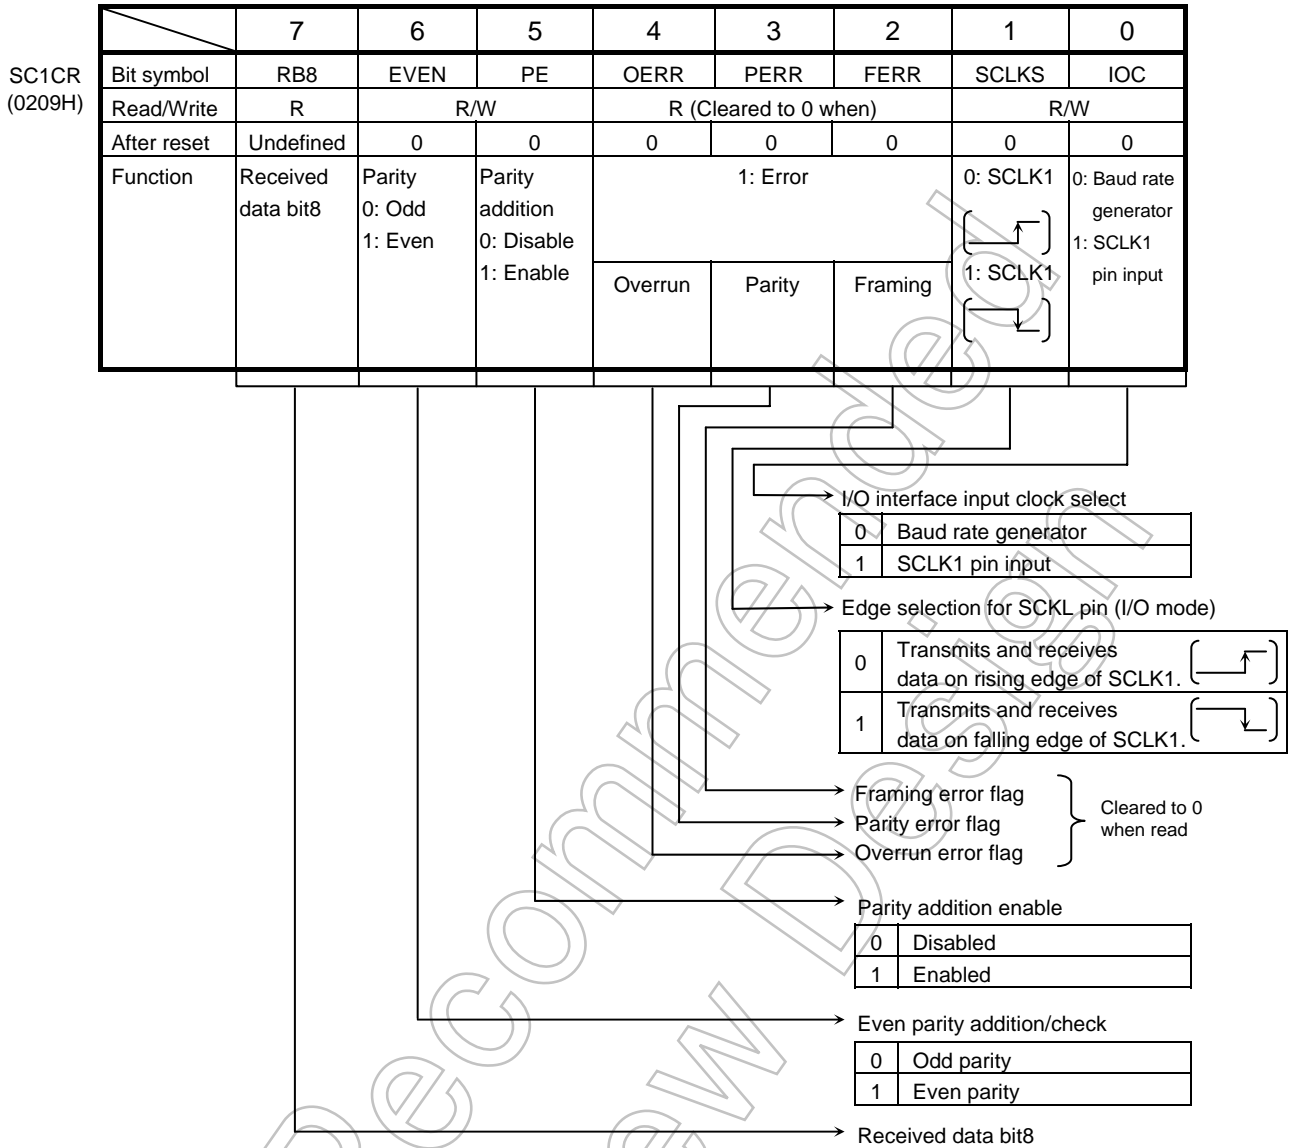 7 6 5 4 3 2 1 0
SC1CR
(0209H)
Bit symbol RB8 EVEN PE OERR PERR FERR SCLKS IOC
Read/Write R R/W R (Cleared to 0 when) R/W
After reset Undefined 0 0 0 0 0 0 0
Function
Received
data bit8
Parity
0: Odd
1: Even
Parity
addition
0: Disable
1: Enable
1: Error
Overrun Parity Framing
0: SCLK1
1: SCLK1
0: Baud rate
generator
1: SCLK1
pin input
I/O interface input clock select
0 Baud rate generator
1 SCLK1 pin input
Edge selection for SCKL pin (I/O mode)
0 Transmits and receives
data on rising edge of SCLK1.
1 Transmits and receives
data on falling edge of SCLK1.
Framing error flag
Parity error flag
Overrun error flag
Cleared to 0
when read
Parity addition enable
0 Disabled
1 Enabled
Even parity addition/check
0 Odd parity
1 Even parity
Received data bit8
Recommended
ew Design